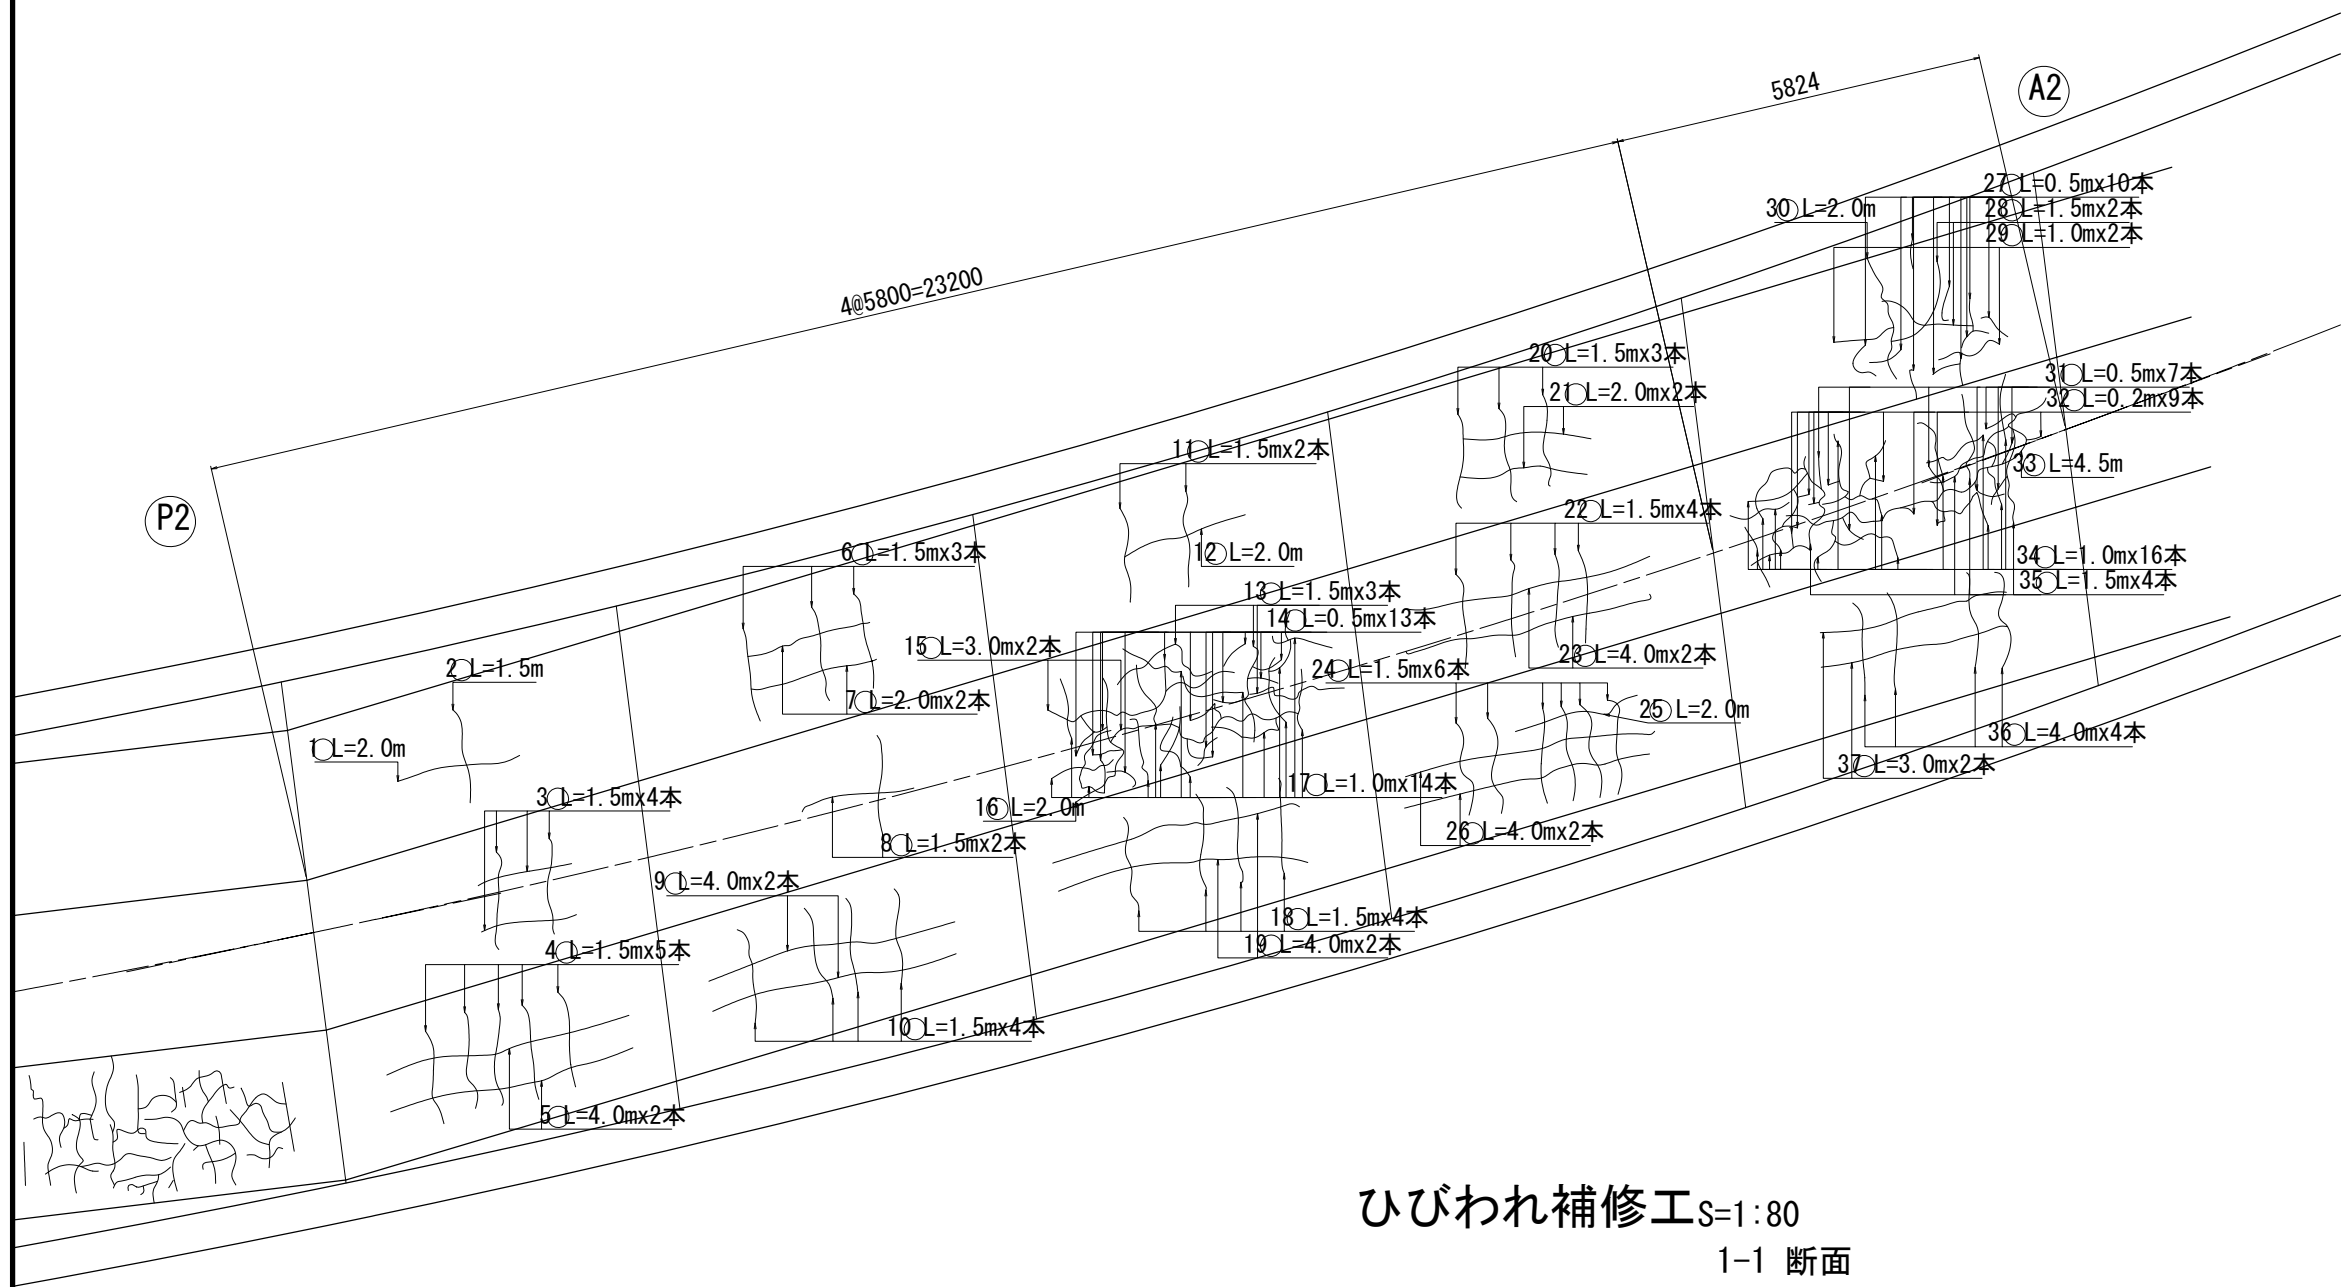 5824
A2
27 L=0.5mx10本
30 L=2.0m
28 L=1.5mx2本
29 L=1.0mx2本
4@5800=23200
20 L=1.5mx3本
31 L=0.5mx7本
21 L=2.0mx2本
32 L=0.2mx9本
11 L=1.5mx2本
33 L=4.5m
P2
22 L=1.5mx4本
6 L=1.5mx3本
12 L=2.0m
34 L=1.0mx16本
35 L=1.5mx4本
13 L=1.5mx3本
14 L=0.5mx13本
15 L=3.0mx2本
23 L=4.0mx2本
2 L=1.5m
24 L=1.5mx6本
7 L=2.0mx2本
25 L=2.0m
36 L=4.0mx4本
1 L=2.0m
37 L=3.0mx2本
17 L=1.0mx14本
3 L=1.5mx4本
16 L=2.0m
26 L=4.0mx2本
8 L=1.5mx2本
9 L=4.0mx2本
18 L=1.5mx4本
19 L=4.0mx2本
4 L=1.5mx5本
10 L=1.5mx4本
5 L=4.0mx2本
ひびわれ補修工 S=1:80
1-1 断面